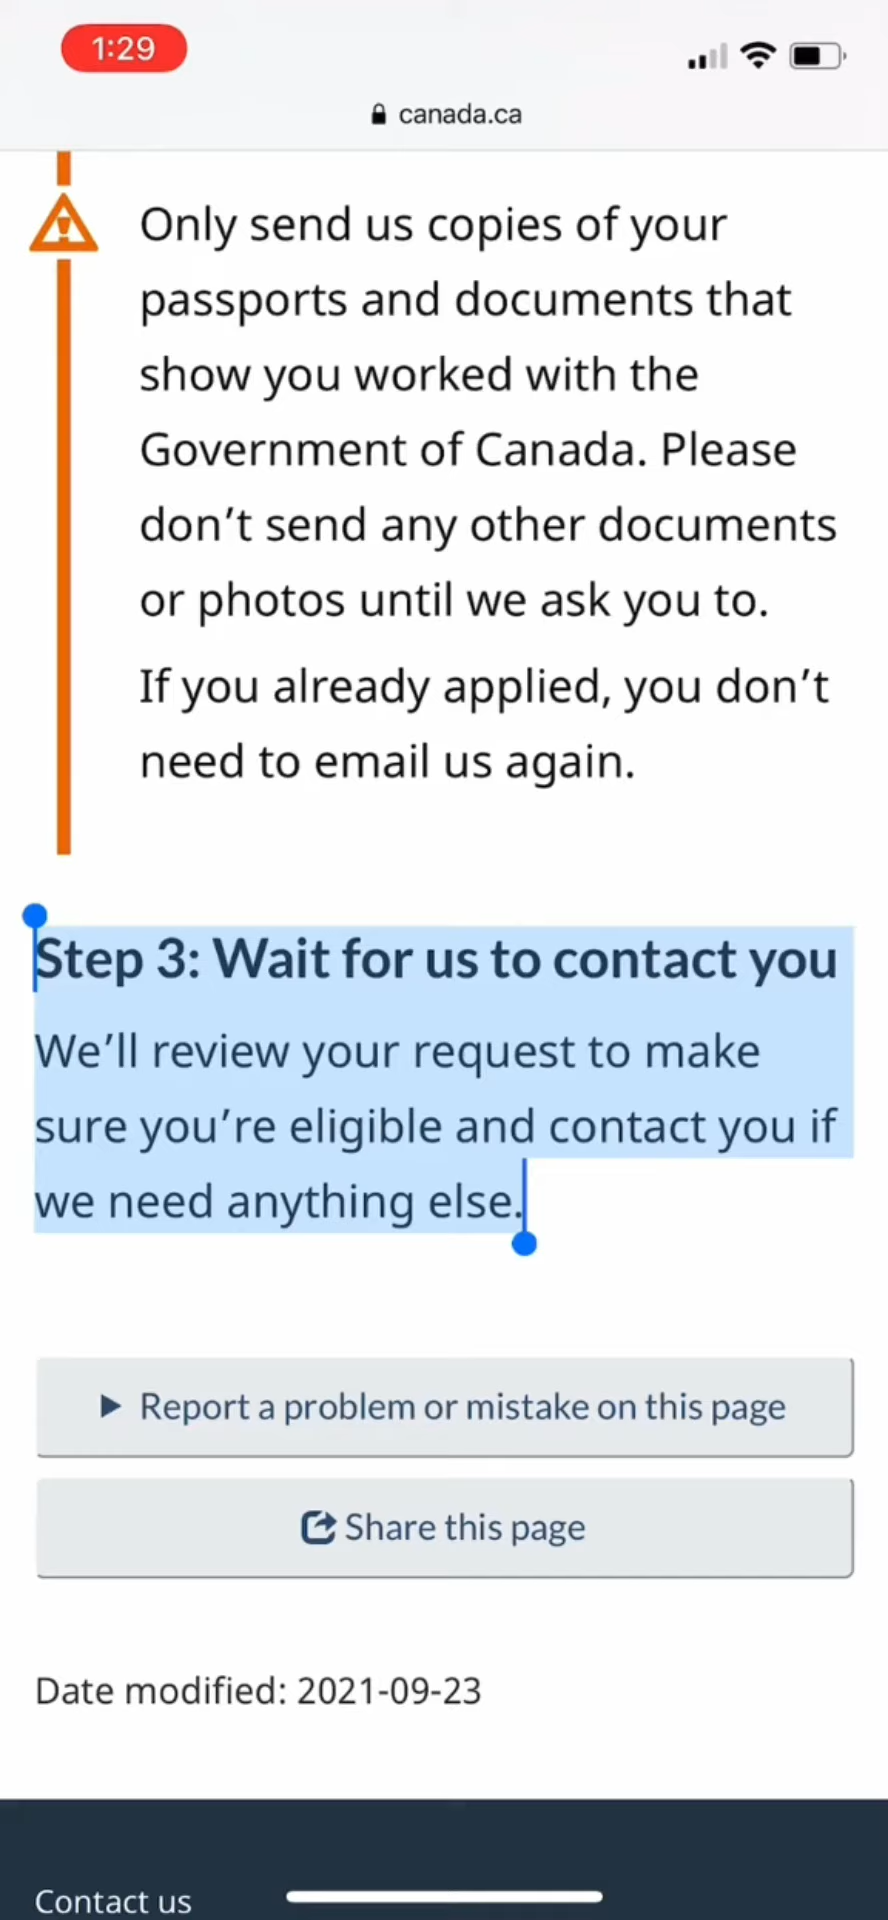 1:29
canada.ca
Only send us copies of your
passports and documents that
show you worked with the
Government of Canada. Please
don’t send any other documents
or photos until we ask you to.
If you already applied, you don’t
need to email us again.
Step 3: Wait for us to contact you
We’ll review your request to make
sure you’re eligible and contact you if
we need anything else.
Report a problem or mistake on this page
Share this page
Date modified: 2021-09-23
Contact us